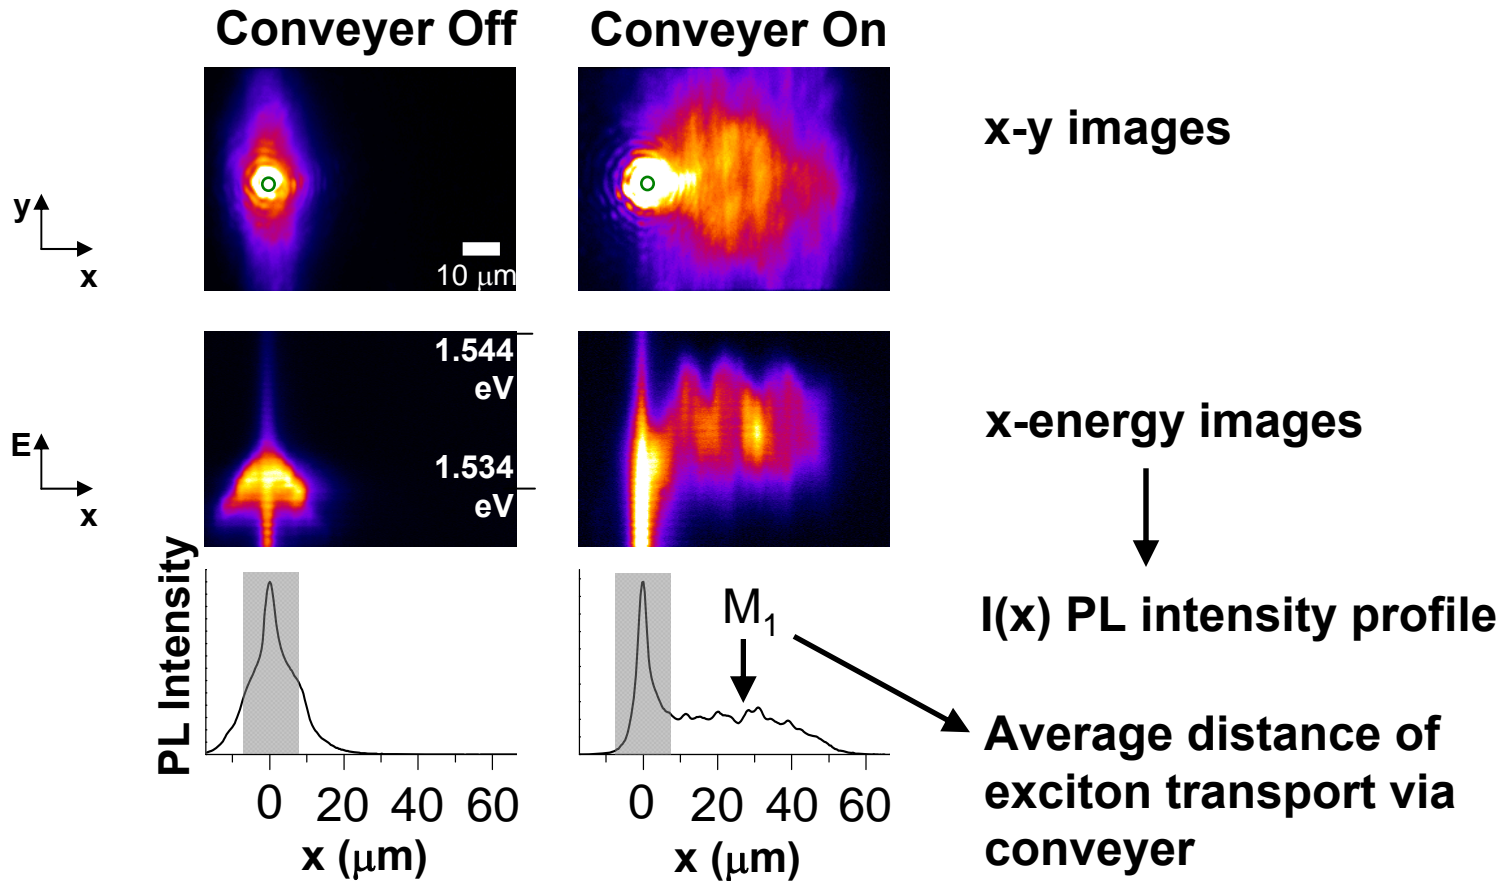 Conveyer Off
Conveyer On
x-y images
y
x
10 μm
1.544
eV
E
x
1.534
eV
x-energy images
PL Intensity
M1
I(x) PL intensity profile
Average distance of
exciton transport via
conveyer
0 20 40 60
x (μm)
0 20 40 60
x (μm)